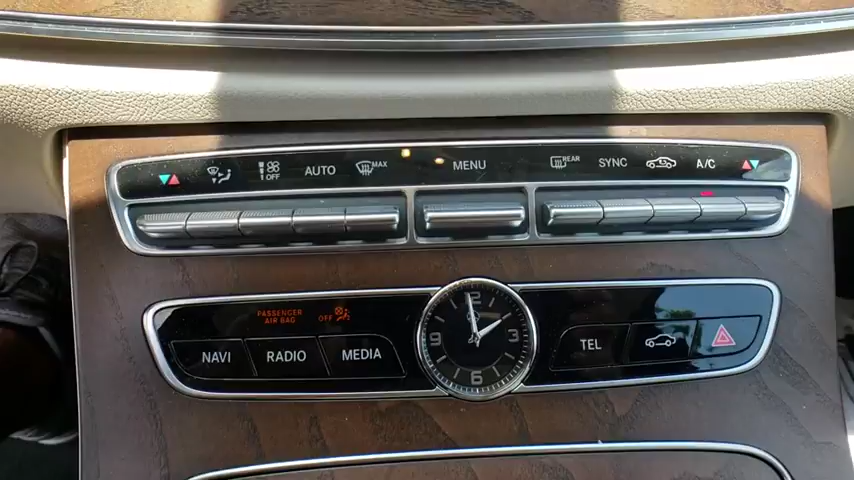 OFF
AUTO
MAX
MENU
REAR
SYNC
A/C
PASSENGER
AIR BAG
OFF
NAVI
RADIO
MEDIA
12
3
6
9
TEL